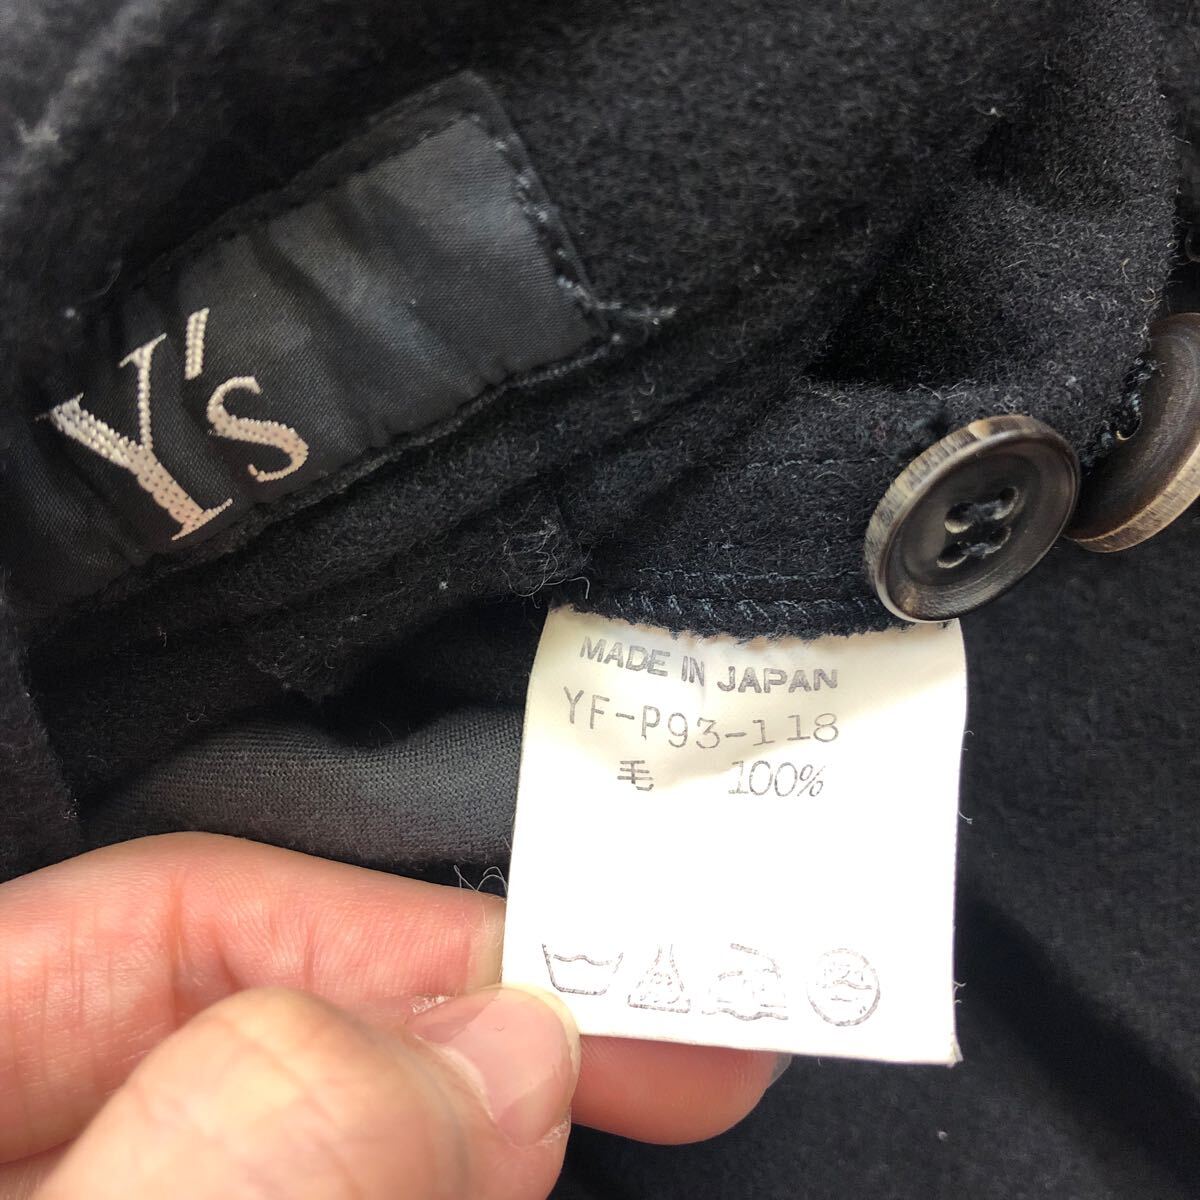 Y's
MADE IN JAPAN
YF-P93-118
毛 100%